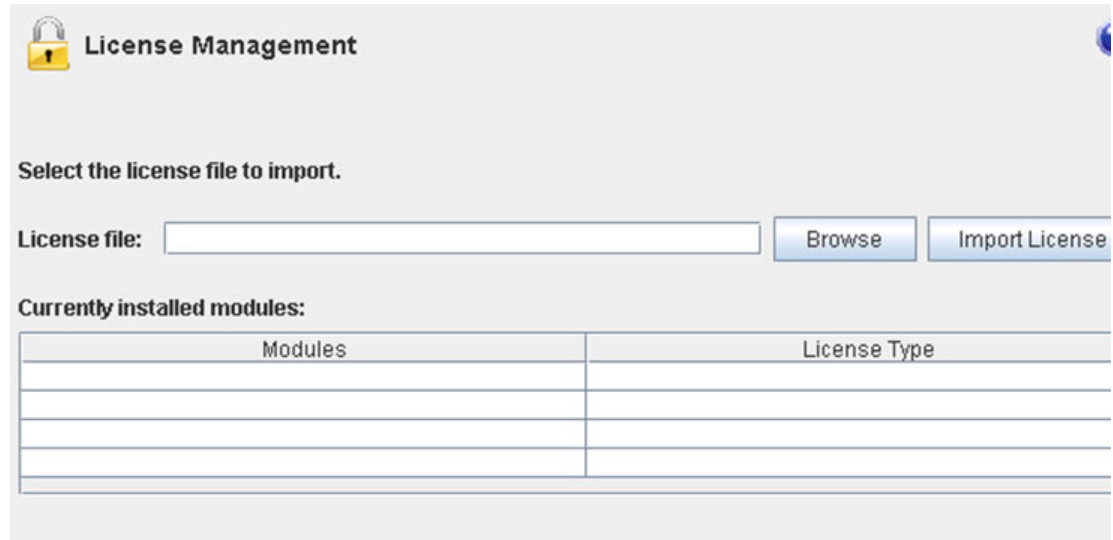 License Management
Select the license file to import.
License file: Browse Import License
Currently installed modules:
Modules License Type